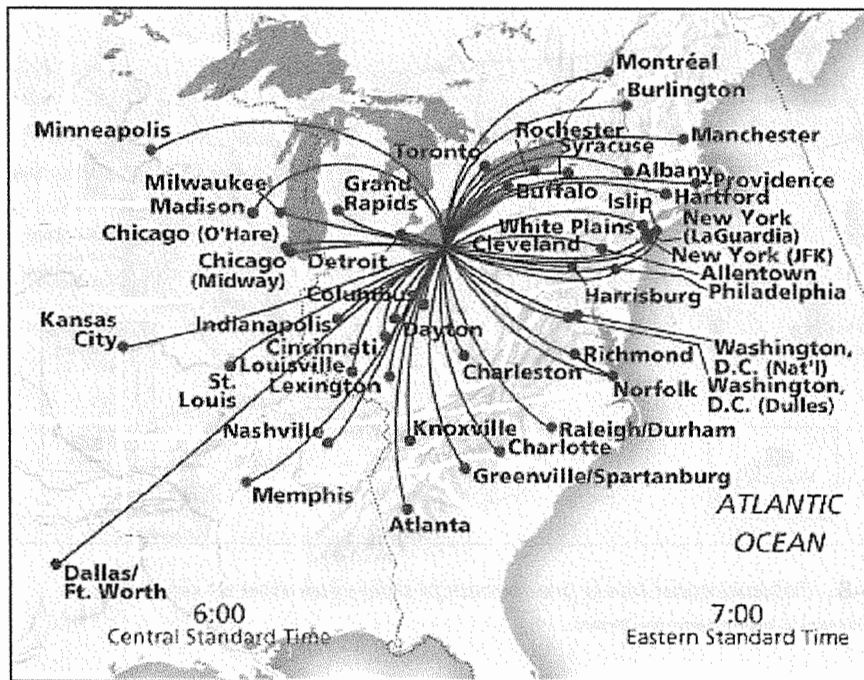 Montréal
Burlington
Minneapolis
Rochester
Syracuse
Manchester
Toronto
Albany
Providence
Milwaukee
Grand
Rapids
Buffalo
Hartford
Madison
Islip
New York
(LaGuardia)
Chicago (O'Hare)
White Plains
Cleveland
New York (JFK)
Chicago
(Midway)
Detroit
Allentown
Philadelphia
Harrisburg
Columbus
Kansas
City
Indianapolis
Dayton
Cincinnati
Louisville
Lexington
Charleston
Richmond
Washington,
D.C. (Nat'l)
St.
Louis
Norfolk
Washington,
D.C. (Dulles)
Nashville
Knoxville
Raleigh/Durham
Charlotte
Memphis
Greenville/Spartanburg
Atlanta
ATLANTIC
OCEAN
Dallas/
Ft. Worth
6:00
Central Standard Time
7:00
Eastern Standard Time